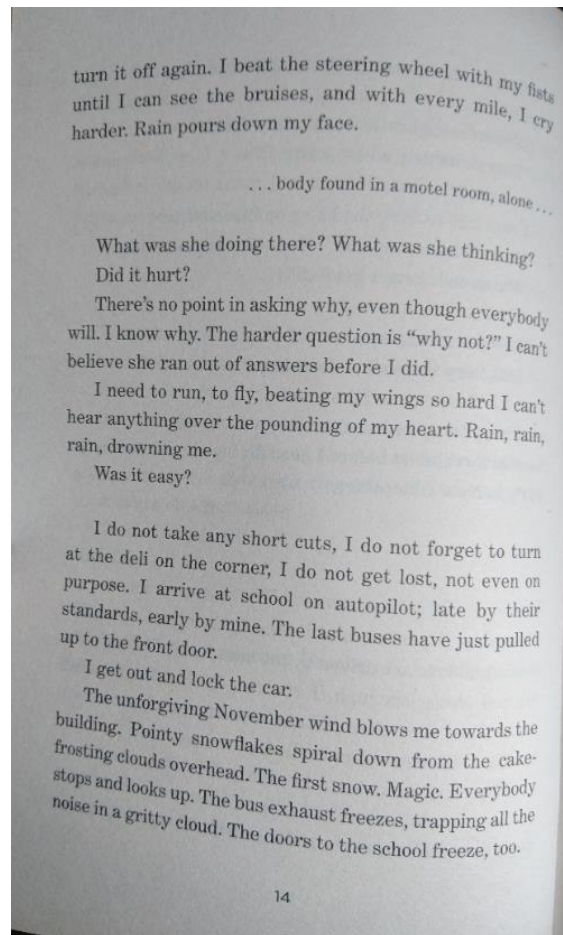 turn it off again. I beat the steering wheel with my fists
until I can see the bruises, and with every mile, I cry
harder. Rain pours down my face.
. . . body found in a motel room, alone . . .
What was she doing there? What was she thinking?
Did it hurt?
There's no point in asking why, even though everybody
will. I know why. The harder question is “why not?” I can't
believe she ran out of answers before I did.
I need to run, to fly, beating my wings so hard I can't
hear anything over the pounding of my heart. Rain, rain,
rain, drowning me.
Was it easy?
I do not take any short cuts, I do not forget to turn
at the deli on the corner, I do not get lost, not even on
purpose. I arrive at school on autopilot; late by their
standards, early by mine. The last buses have just pulled
up to the front door.
I get out and lock the car.
The unforgiving November wind blows me towards the
building. Pointy snowflakes spiral down from the cake-
frosting clouds overhead. The first snow. Magic. Everybody
stops and looks up. The bus exhaust freezes, trapping all the
noise in a gritty cloud. The doors to the school freeze, too.
14